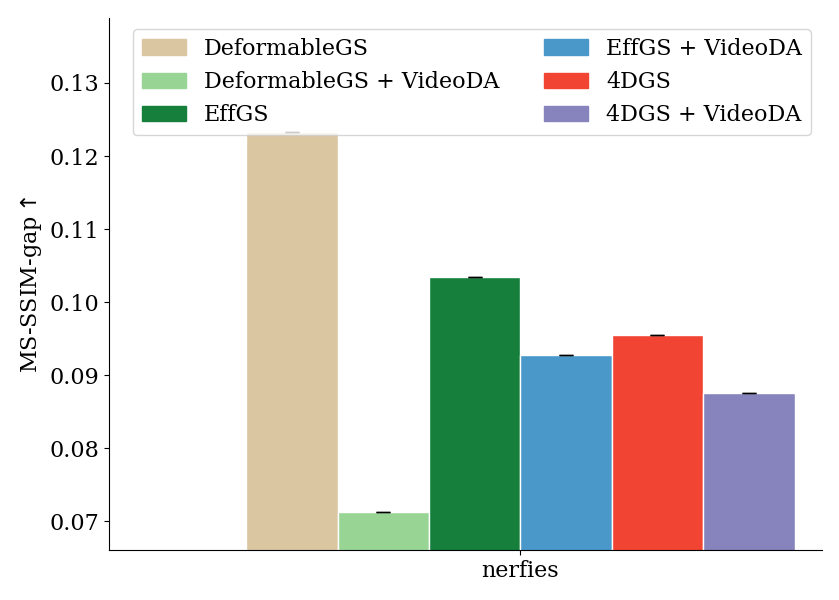 DeformableGS
DeformableGS + VideoDA
EffGS
EffGS + VideoDA
4DGS
4DGS + VideoDA
MS-SSIM-gap ↑
0.13
0.12
0.11
0.10
0.09
0.08
0.07
nerfies